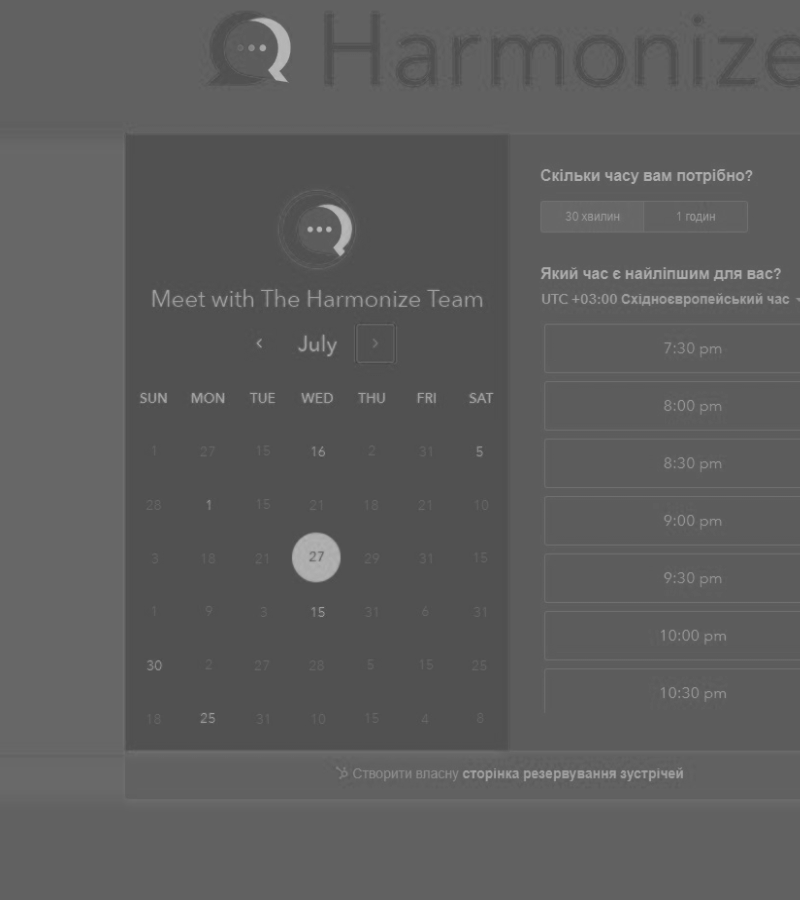 Harmonize
Meet with The Harmonize Team
July
SUN MON TUE WED THU FRI SAT
1 27 15 16 2 31 5
28 1 15 21 18 21 10
3 18 21 27 29 31 15
1 9 3 15 31 6 31
30 2 27 28 5 15 25
18 25 31 10 15 4 8
Скільки часу вам потрібно?
30 хвилин 1 годин
Який час є найліпшим для вас?
UTC +03:00 Східноєвропейський час
7:30 pm
8:00 pm
8:30 pm
9:00 pm
9:30 pm
10:00 pm
10:30 pm
Створити власну сторінка резервування зустрічей